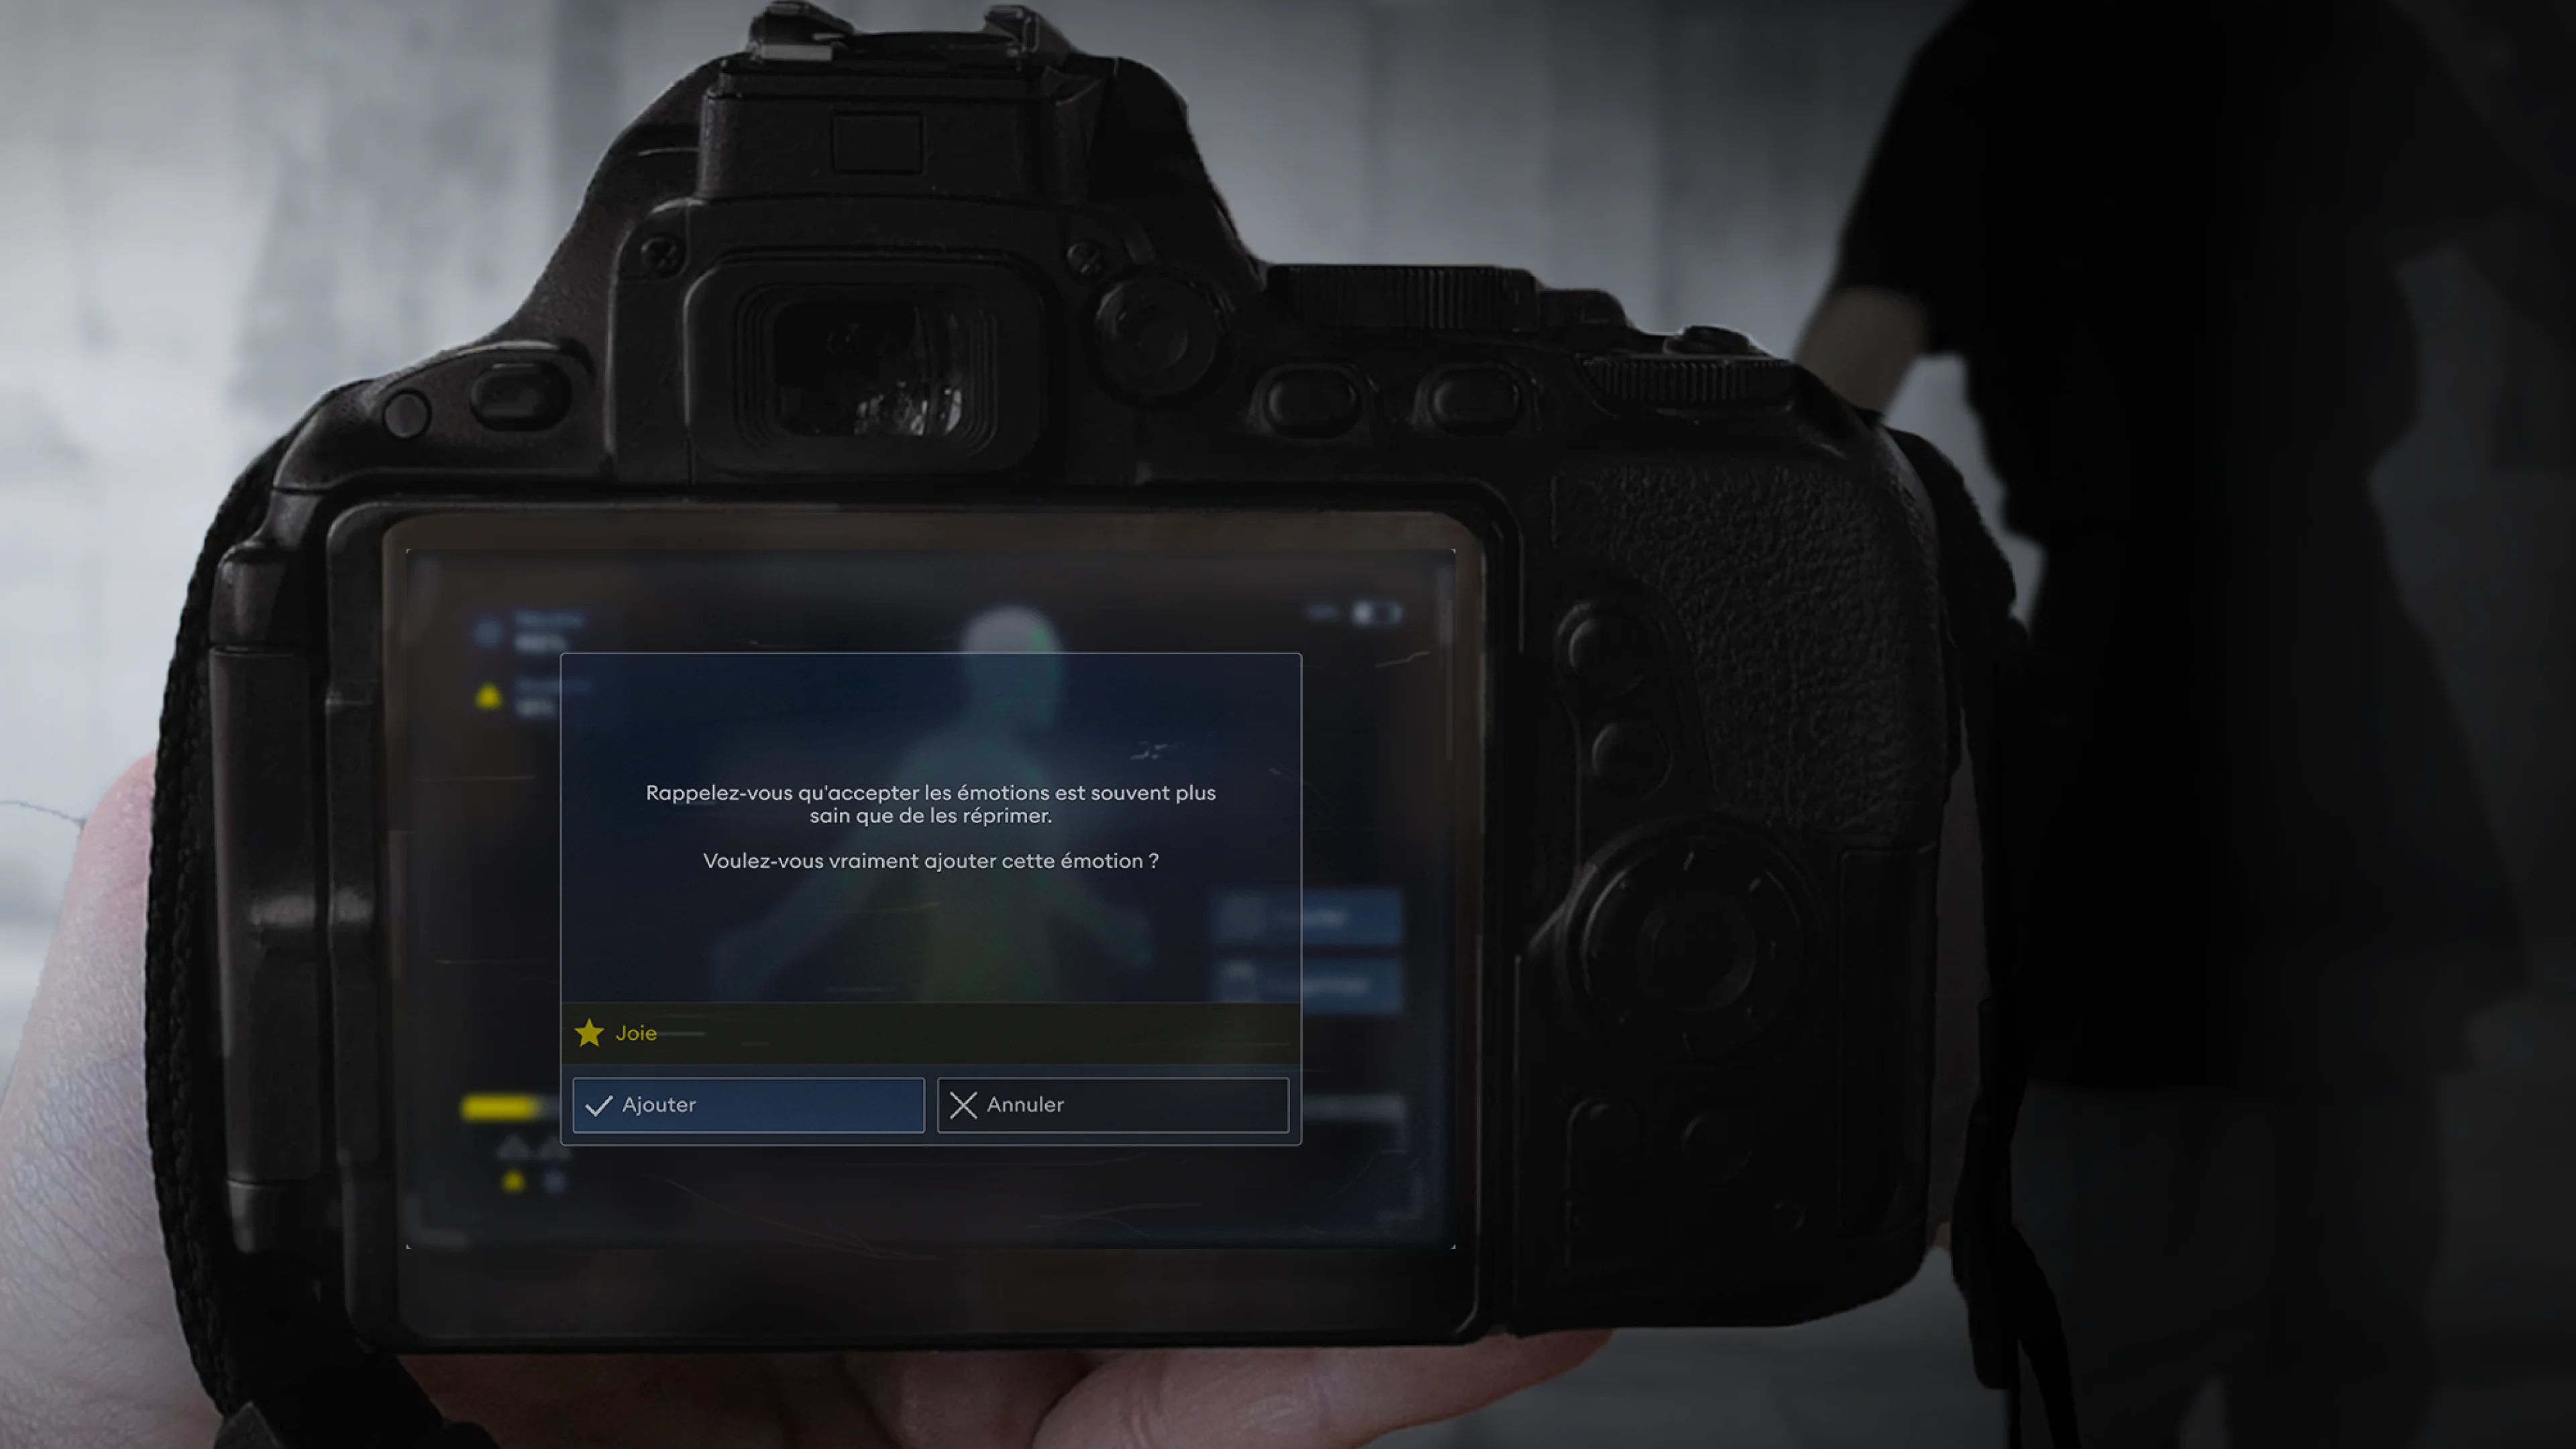 Rappelez-vous qu'accepter les émotions est souvent plus
sain que de les réprimer.
Voulez-vous vraiment ajouter cette émotion ?
Joie
Ajouter
Annuler